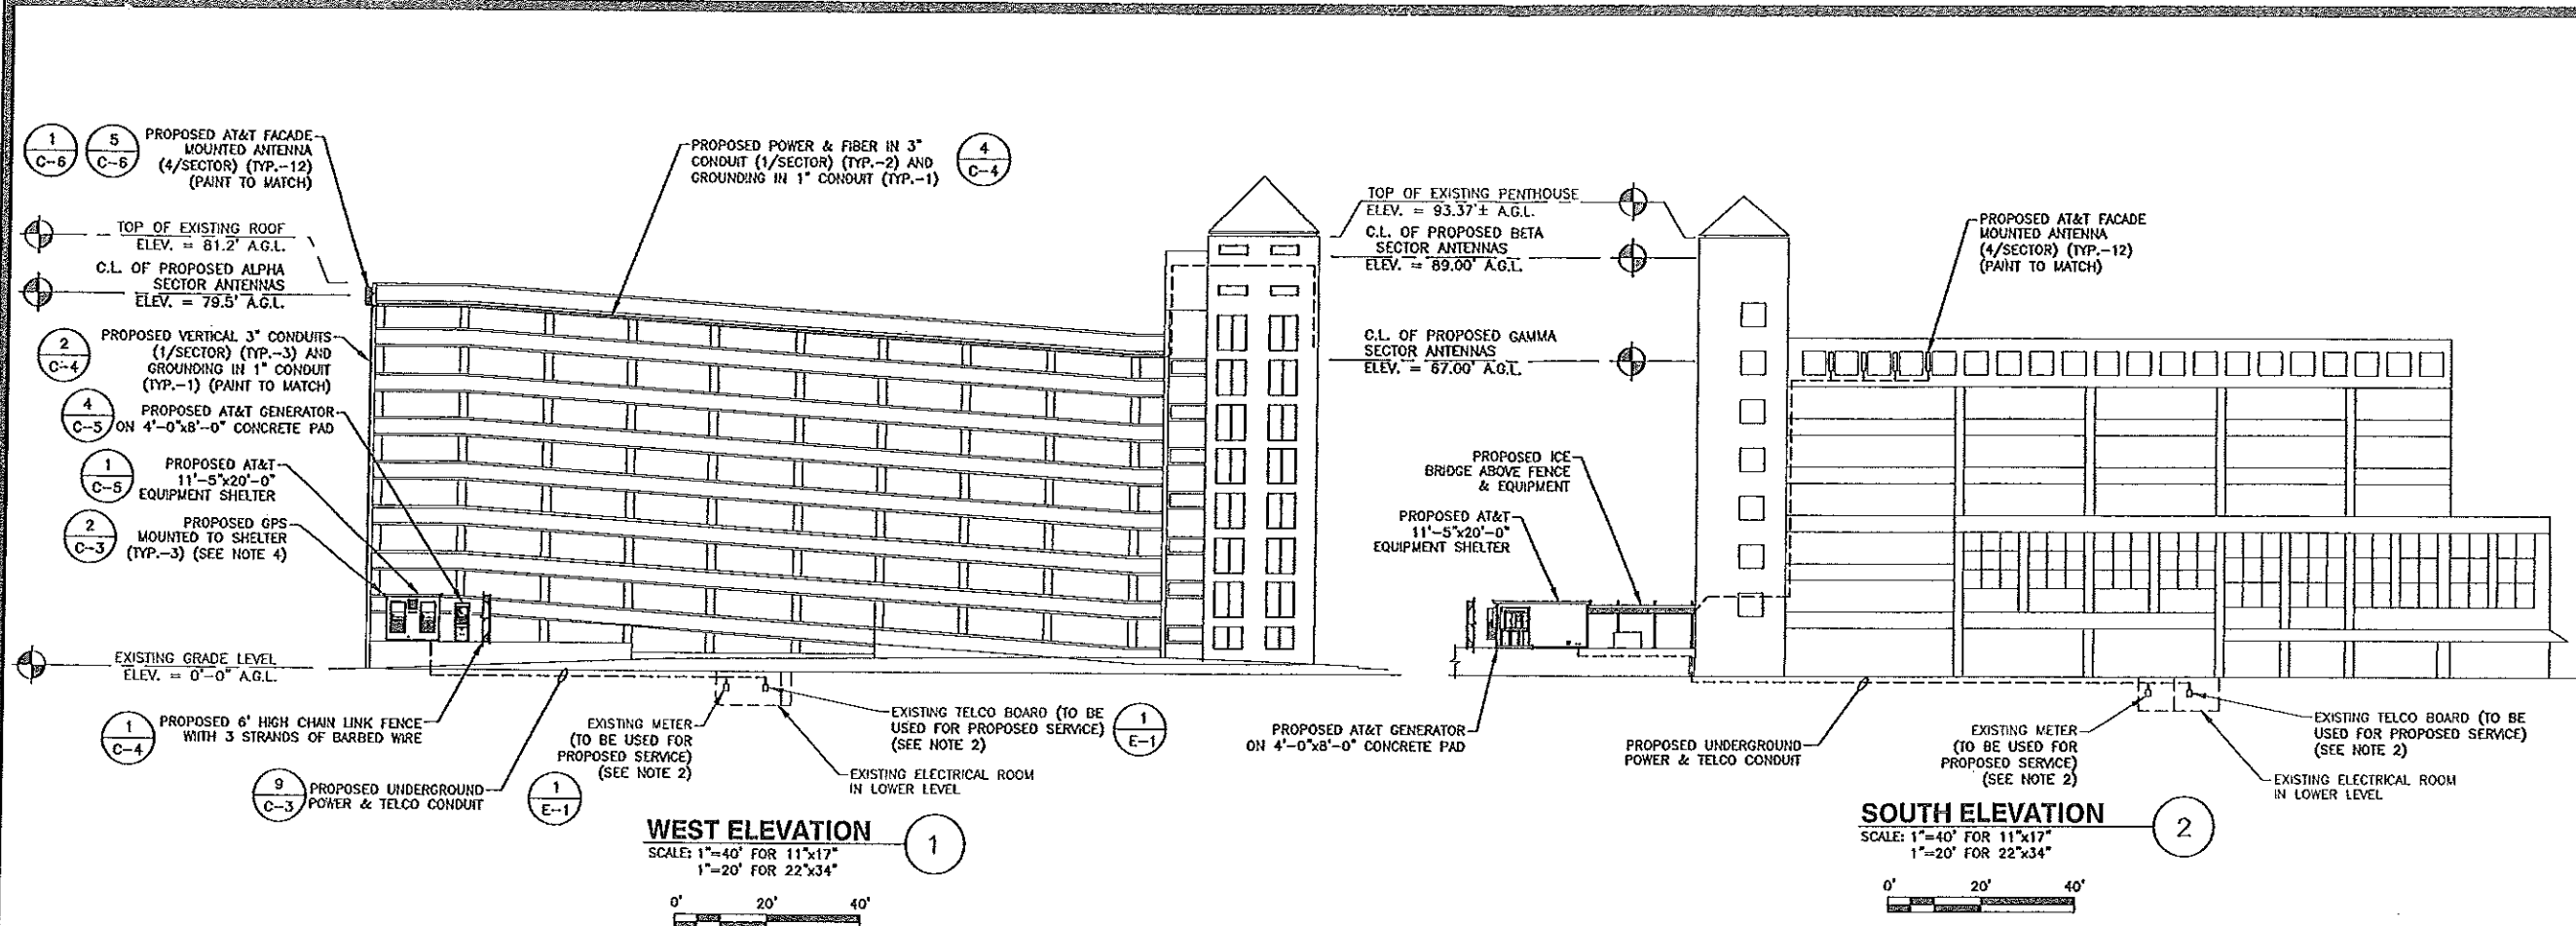 1
C-6
5
C-6
PROPOSED AT&T FACADE
MOUNTED ANTENNA
(4/SECTOR) (TYP.-12)
(PAINT TO MATCH)
PROPOSED POWER & FIBER IN 3"
CONDUIT (1/SECTOR) (TYP.-2) AND
GROUNDING IN 1" CONDUIT (TYP.-1)
4
C-4
TOP OF EXISTING ROOF
ELEV. = 81.2' A.G.L.
C.L. OF PROPOSED ALPHA
SECTOR ANTENNAS
ELEV. = 79.5' A.G.L.
2
C-4
PROPOSED VERTICAL 3" CONDUITS
(1/SECTOR) (TYP.-3) AND
GROUNDING IN 1" CONDUIT
(TYP.-1) (PAINT TO MATCH)
4
C-5
PROPOSED AT&T GENERATOR
ON 4'-0"x8'-0" CONCRETE PAD
1
C-5
PROPOSED AT&T
11'-5"x20'-0"
EQUIPMENT SHELTER
2
C-3
PROPOSED GPS
MOUNTED TO SHELTER
(TYP.-3) (SEE NOTE 4)
EXISTING GRADE LEVEL
ELEV. = 0'-0" A.G.L.
1
C-4
PROPOSED 6' HIGH CHAIN LINK FENCE
WITH 3 STRANDS OF BARBED WIRE
9
C-3
PROPOSED UNDERGROUND
POWER & TELCO CONDUIT
1
E-1
EXISTING METER
(TO BE USED FOR
PROPOSED SERVICE)
(SEE NOTE 2)
EXISTING TELCO BOARD (TO BE
USED FOR PROPOSED SERVICE)
(SEE NOTE 2)
1
E-1
EXISTING ELECTRICAL ROOM
IN LOWER LEVEL
WEST ELEVATION
1
SCALE: 1"=40' FOR 11"x17"
1"=20' FOR 22"x34"
0' 20' 40'
TOP OF EXISTING PENTHOUSE
ELEV. = 93.37'± A.G.L.
C.L. OF PROPOSED BETA
SECTOR ANTENNAS
ELEV. = 89.00' A.G.L.
C.L. OF PROPOSED GAMMA
SECTOR ANTENNAS
ELEV. = 67.00' A.G.L.
PROPOSED AT&T FACADE
MOUNTED ANTENNA
(4/SECTOR) (TYP.-12)
(PAINT TO MATCH)
PROPOSED ICE
BRIDGE ABOVE FENCE
& EQUIPMENT
PROPOSED AT&T
11'-5"x20'-0"
EQUIPMENT SHELTER
PROPOSED AT&T GENERATOR
ON 4'-0"x8'-0" CONCRETE PAD
PROPOSED UNDERGROUND
POWER & TELCO CONDUIT
EXISTING METER
(TO BE USED FOR
PROPOSED SERVICE)
(SEE NOTE 2)
EXISTING TELCO BOARD (TO BE
USED FOR PROPOSED SERVICE)
(SEE NOTE 2)
EXISTING ELECTRICAL ROOM
IN LOWER LEVEL
SOUTH ELEVATION
2
SCALE: 1"=40' FOR 11"x17"
1"=20' FOR 22"x34"
0' 20' 40'